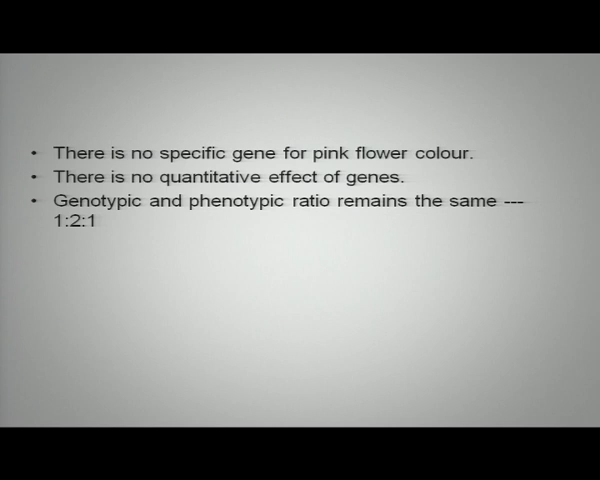 • There is no specific gene for pink flower colour.
• There is no quantitative effect of genes.
• Genotypic and phenotypic ratio remains the same ---
1:2:1